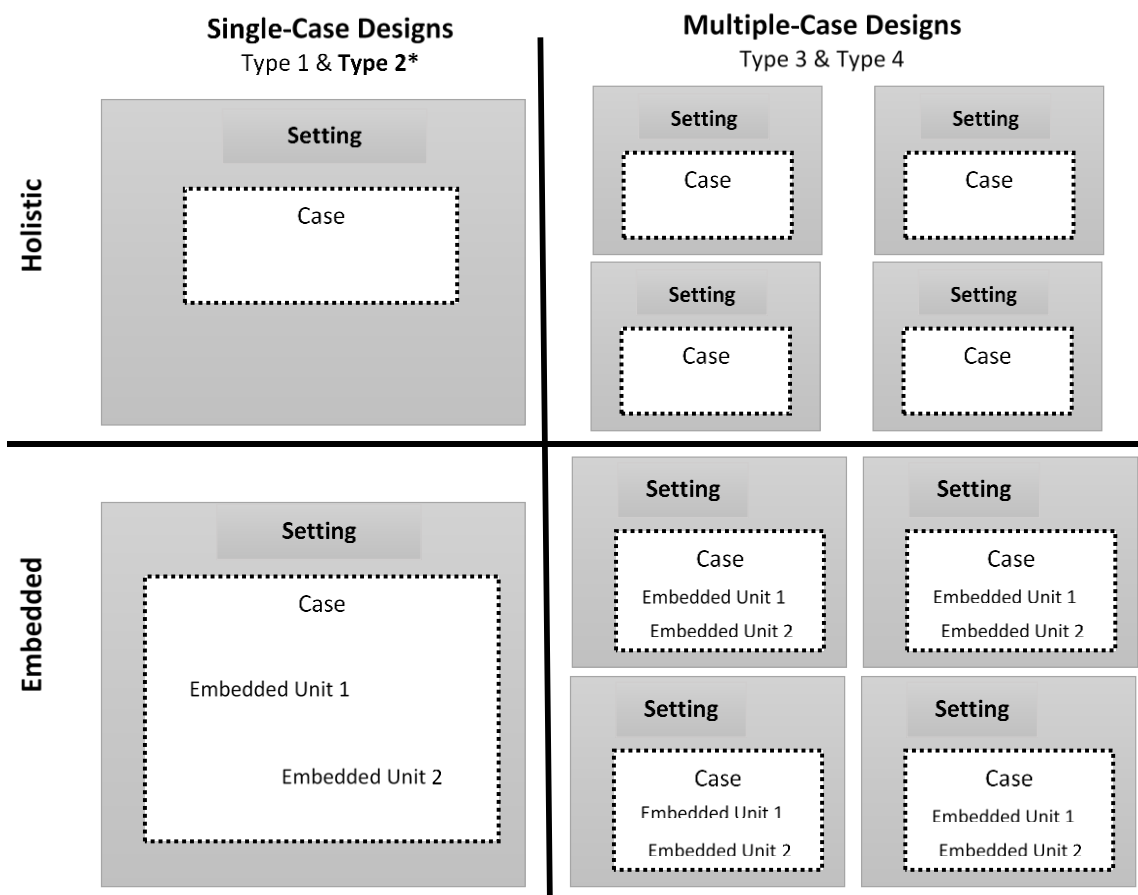 Single-Case Designs
Type 1 & Type 2*
Multiple-Case Designs
Type 3 & Type 4
Holistic
Setting
Case
Setting
Case
Setting
Case
Setting
Case
Setting
Case
Embedded
Setting
Case
Embedded Unit 1
Embedded Unit 2
Setting
Case
Embedded Unit 1
Embedded Unit 2
Setting
Case
Embedded Unit 1
Embedded Unit 2
Setting
Case
Embedded Unit 1
Embedded Unit 2
Setting
Case
Embedded Unit 1
Embedded Unit 2